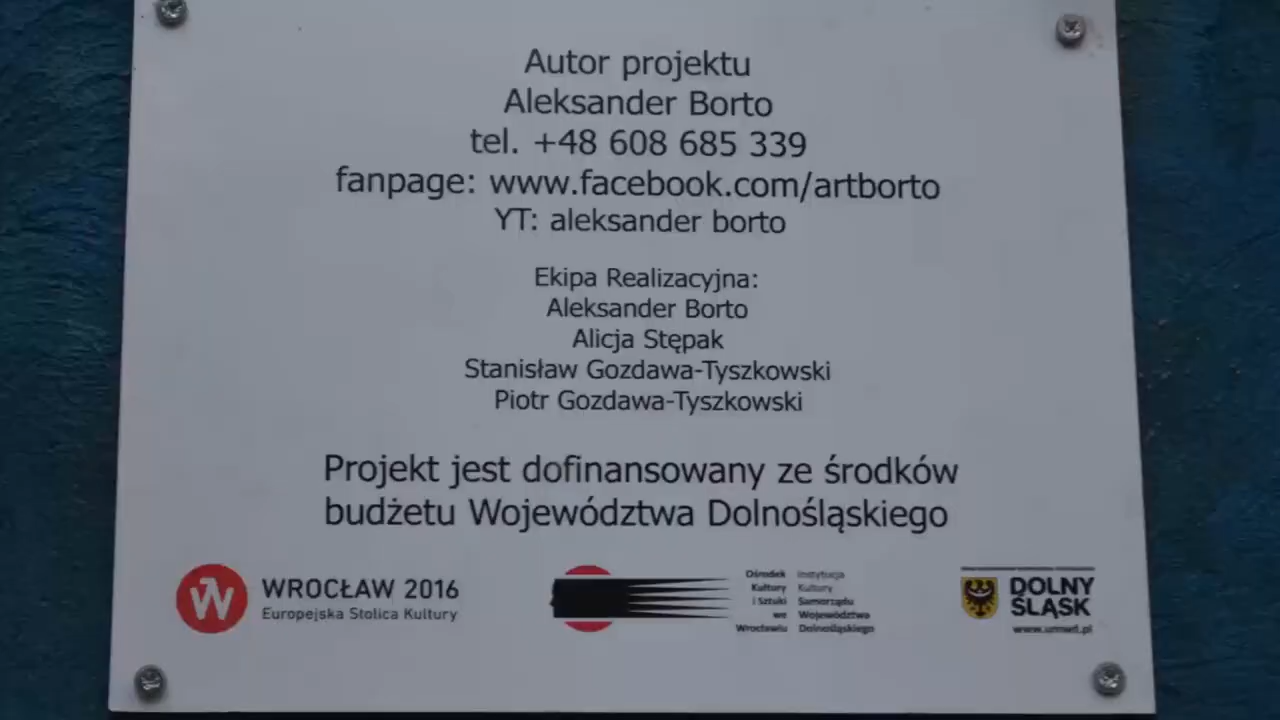 Autor projektu
Aleksander Borto
tel. +48 608 685 339
fanpage: www.facebook.com/artborto
YT: aleksander borto
Ekipa Realizacyjna:
Aleksander Borto
Alicja Stępak
Stanisław Gozdawa-Tyszkowski
Piotr Gozdawa-Tyszkowski
Projekt jest dofinansowany ze środków
budżetu Województwa Dolnośląskiego
WROCŁAW 2016
Europejska Stolica Kultury
Ośrodek
Kultury
i Sztuki
we
Wrocławiu
Instytucja
Kultury
Samorządu
Województwa
Dolnośląskiego
DOLNY
ŚLĄSK
www.umwd.pl